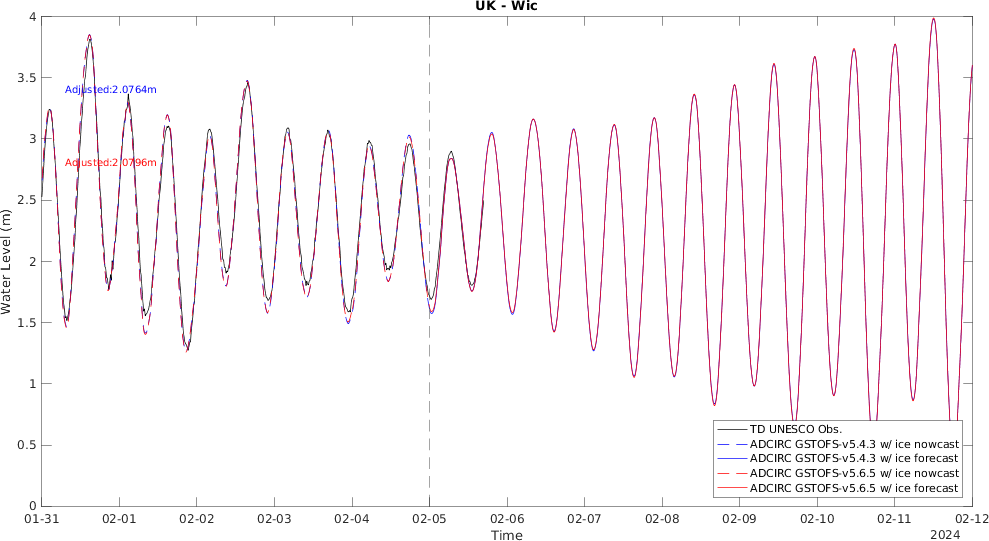 UK - Wic
4
3.5
3
2.5
2
1.5
1
0.5
0
Water Level (m)
Adjusted:2.0764m
Adjusted:2.0796m
TD UNESCO Obs.
ADCIRC GSTOFS-v5.4.3 w/ ice nowcast
ADCIRC GSTOFS-v5.4.3 w/ ice forecast
ADCIRC GSTOFS-v5.6.5 w/ ice nowcast
ADCIRC GSTOFS-v5.6.5 w/ ice forecast
01-31 02-01 02-02 02-03 02-04 02-05 02-06 02-07 02-08 02-09 02-10 02-11 02-12
Time
2024